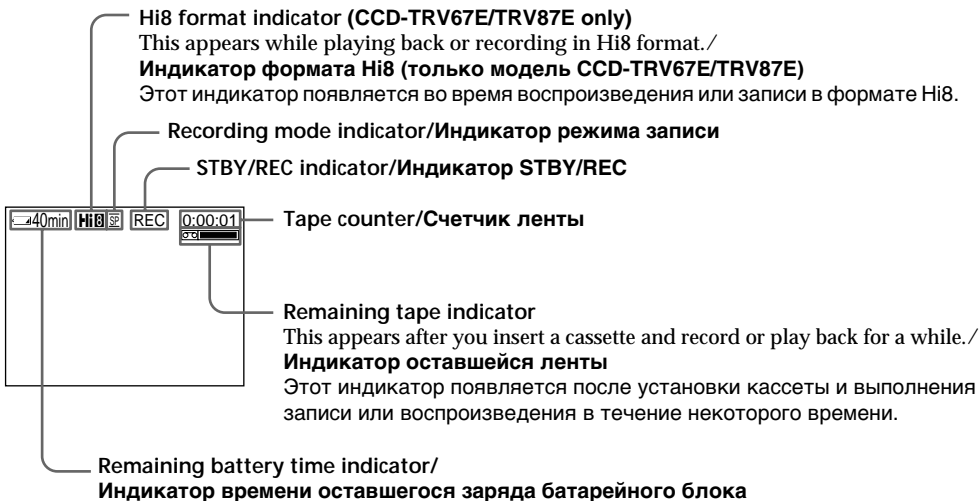 Hi8 format indicator (CCD-TRV67E/TRV87E only)
This appears while playing back or recording in Hi8 format./
Индикатор формата Hi8 (только модель CCD-TRV67E/TRV87E)
Этот индикатор появляется во время воспроизведения или записи в формате Hi8.
Recording mode indicator/Индикатор режима записи
STBY/REC indicator/Индикатор STBY/REC
40min Hi8 SP REC 0:00:01
Tape counter/Счетчик ленты
Remaining tape indicator
This appears after you insert a cassette and record or play back for a while./
Индикатор оставшейся ленты
Этот индикатор появляется после установки кассеты и выполнения
записи или воспроизведения в течение некоторого времени.
Remaining battery time indicator/
Индикатор времени оставшегося заряда батарейного блока